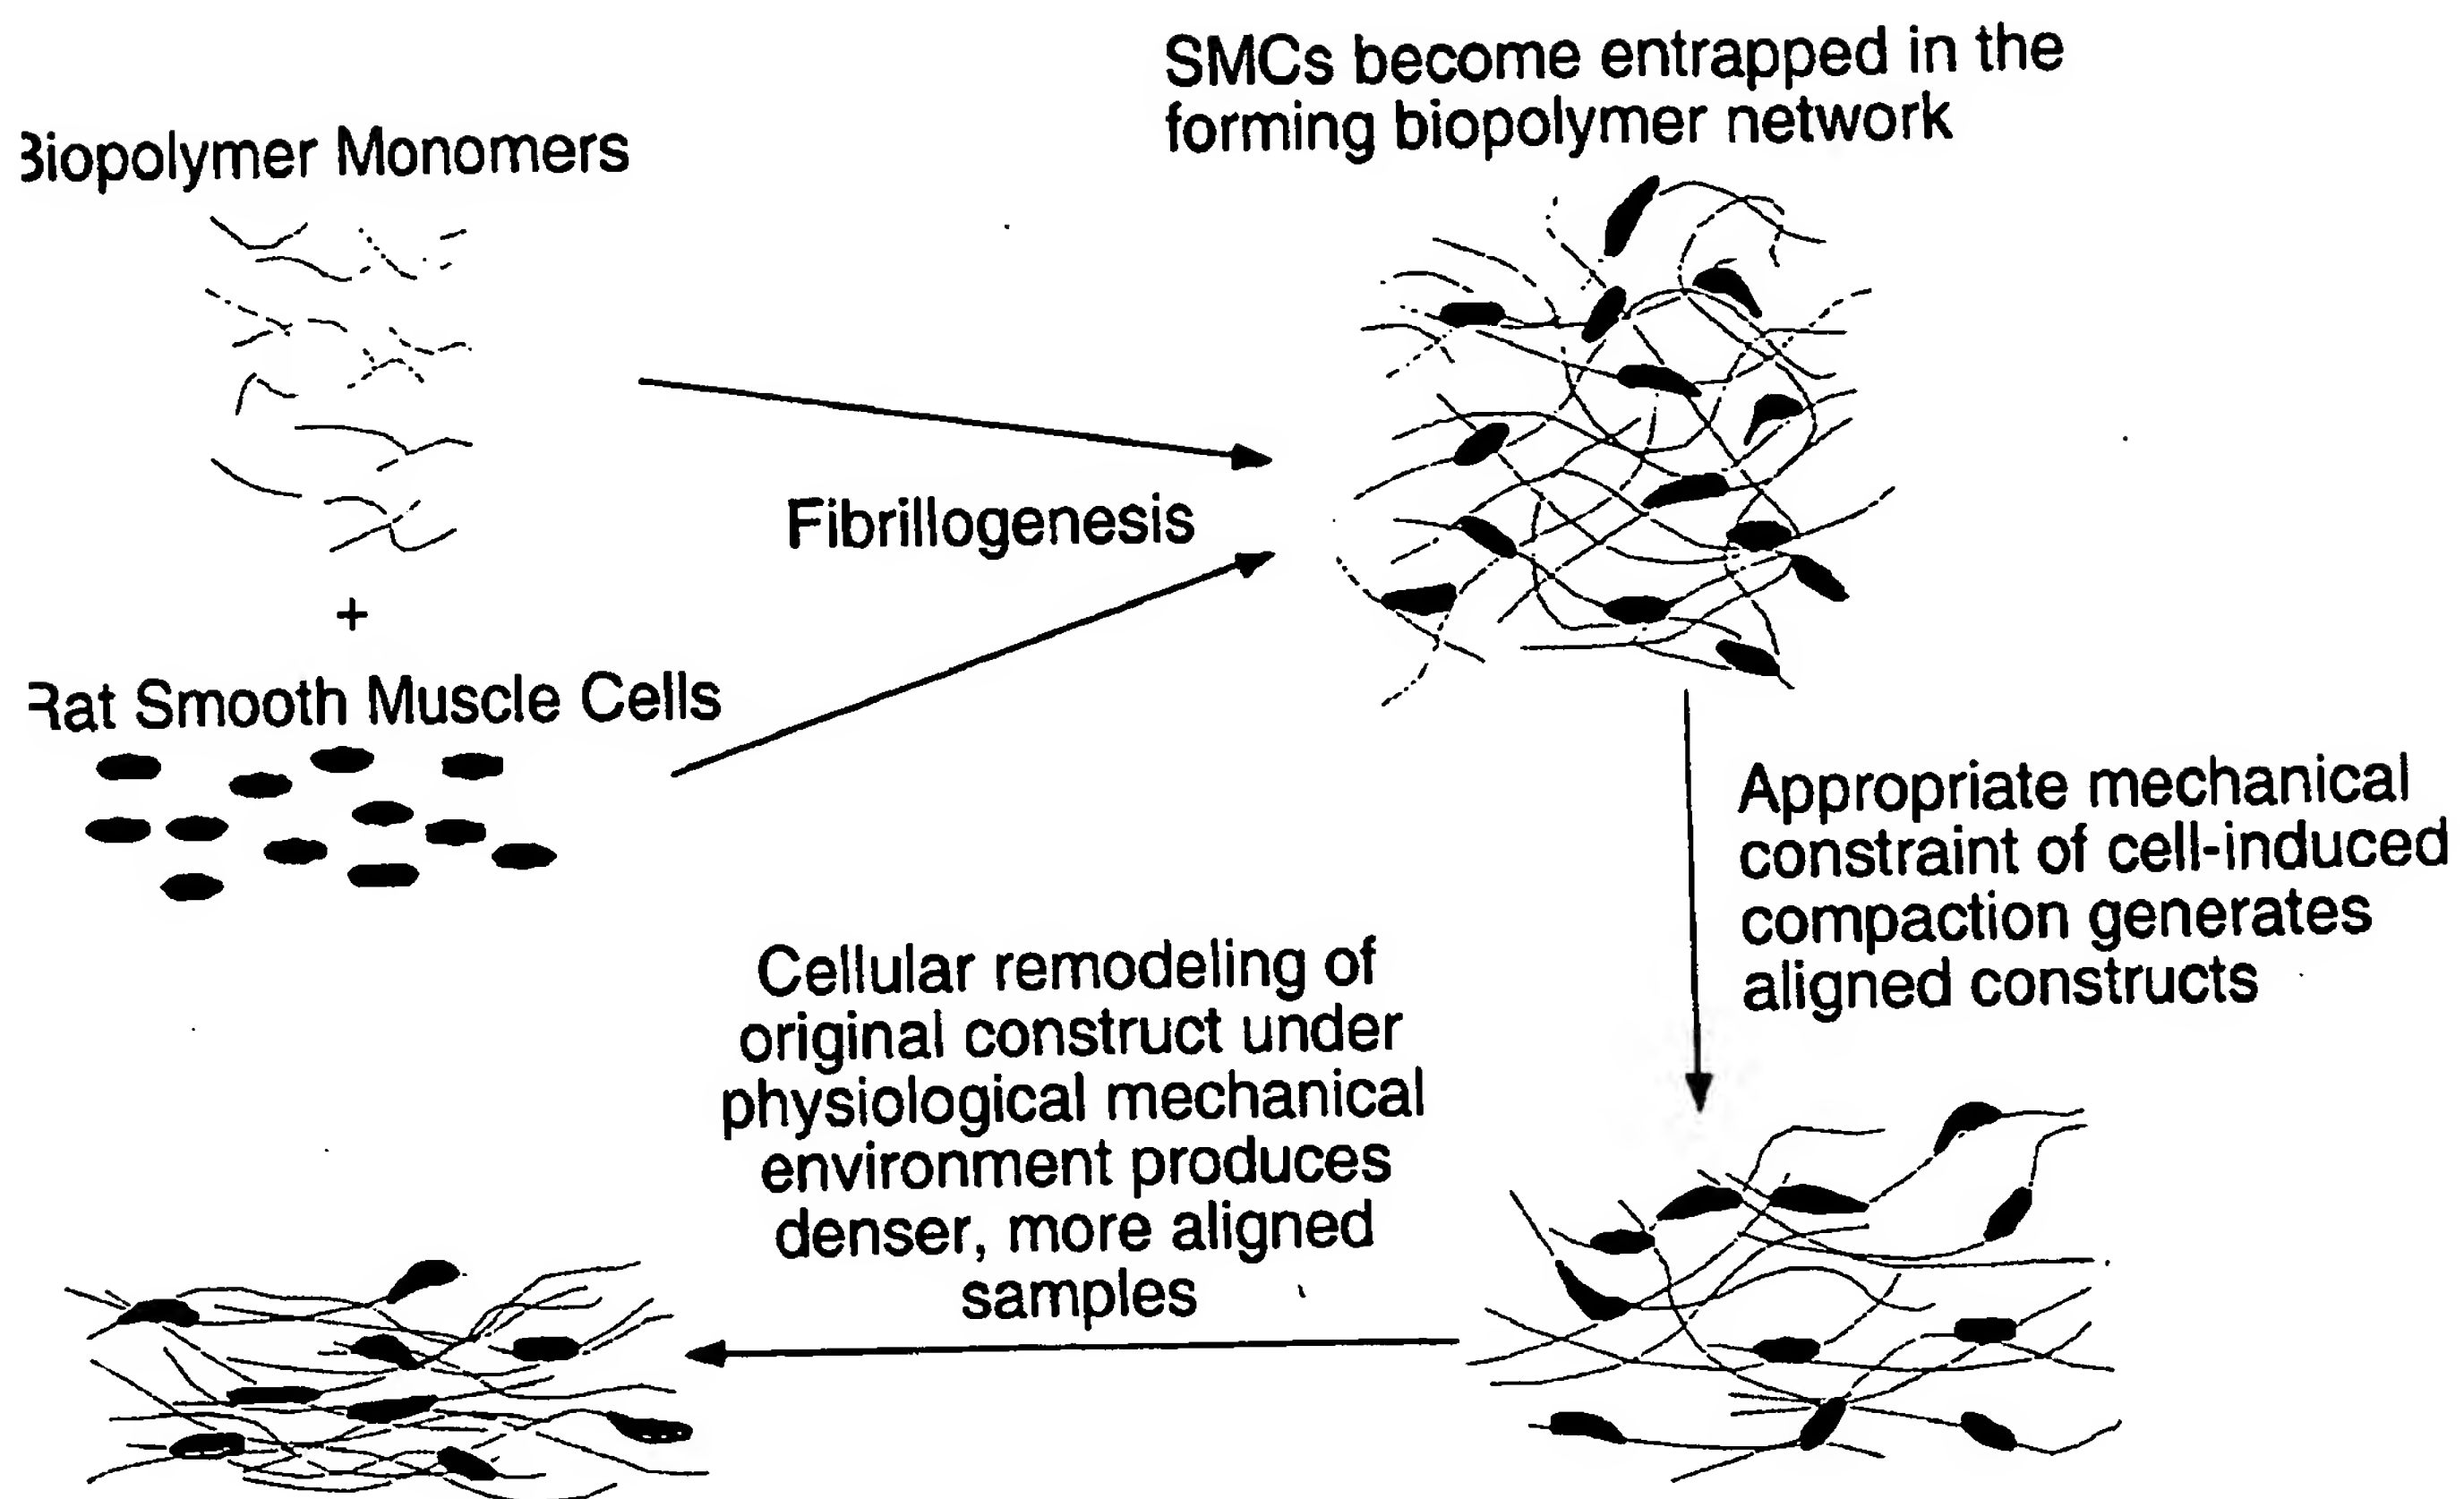 Biopolymer Monomers
+
Rat Smooth Muscle Cells
Fibrillogenesis
SMCs become entrapped in the
forming biopolymer network
Appropriate mechanical
constraint of cell-induced
compaction generates
aligned constructs
Cellular remodeling of
original construct under
physiological mechanical
environment produces
denser, more aligned
samples